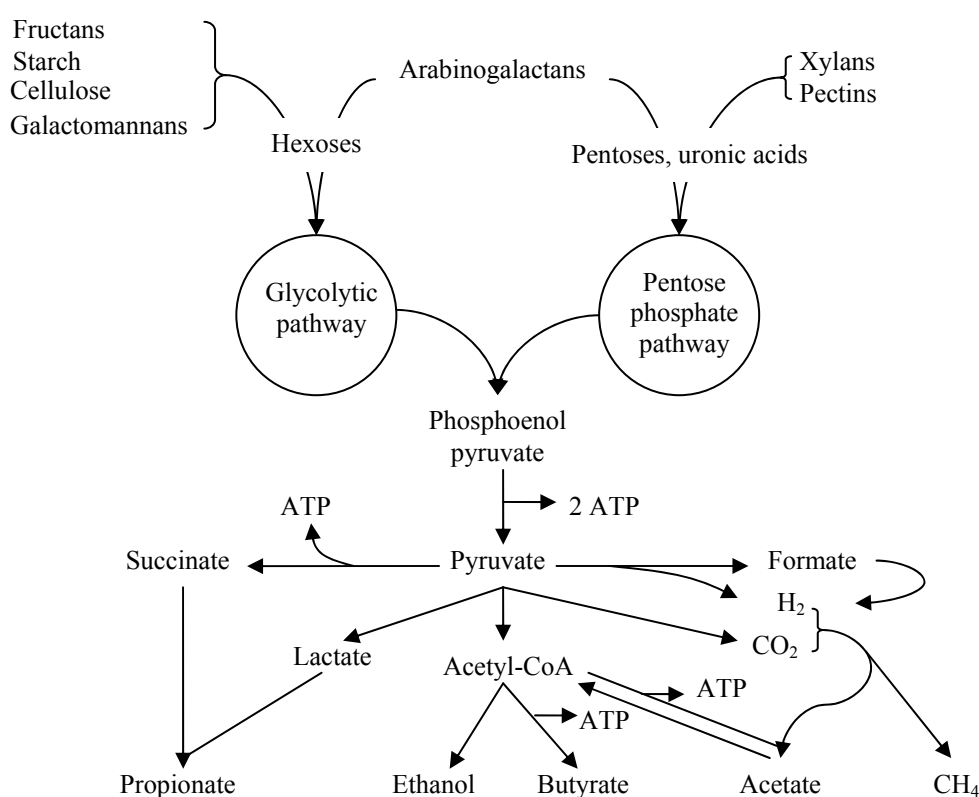 Fructans
Starch
Cellulose
Galactomannans
Arabinogalactans
Xylans
Pectins
Hexoses
Pentoses, uronic acids
Glycolytic
pathway
Pentose
phosphate
pathway
Phosphoenol
pyruvate
ATP
2 ATP
Succinate
Pyruvate
Formate
H₂
CO₂
Lactate
Acetyl-CoA
ATP
ATP
Propionate
Ethanol
Butyrate
Acetate
CH₄